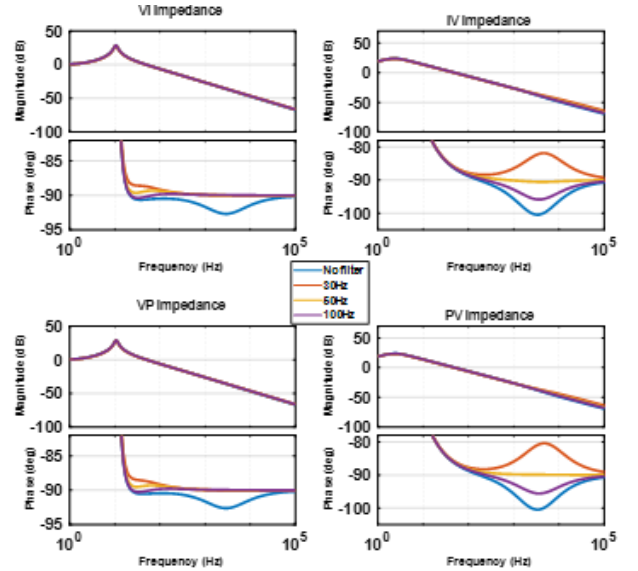 VI Impedance
Magnitude (dB)
50
0
-50
-100
Phase (deg)
-85
-90
-95
10^0
10^5
Frequency (Hz)
IV Impedance
Magnitude (dB)
50
0
-50
-100
Phase (deg)
-80
-90
-100
10^0
10^5
Frequency (Hz)
No filter
30Hz
50Hz
100Hz
VP Impedance
Magnitude (dB)
50
0
-50
-100
Phase (deg)
-85
-90
-95
10^0
10^5
Frequency (Hz)
PV Impedance
Magnitude (dB)
50
0
-50
-100
Phase (deg)
-80
-90
-100
10^0
10^5
Frequency (Hz)